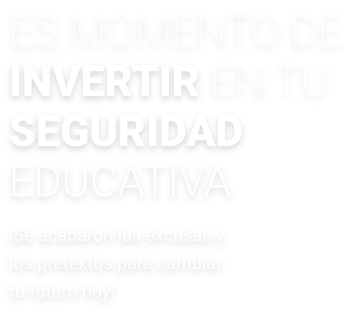 ES MOMENTO DE
INVERTIR EN TU
SEGURIDAD
EDUCATIVA
¡Se acabaron las excusas y
los pretextos para cambiar
tu futuro hoy!